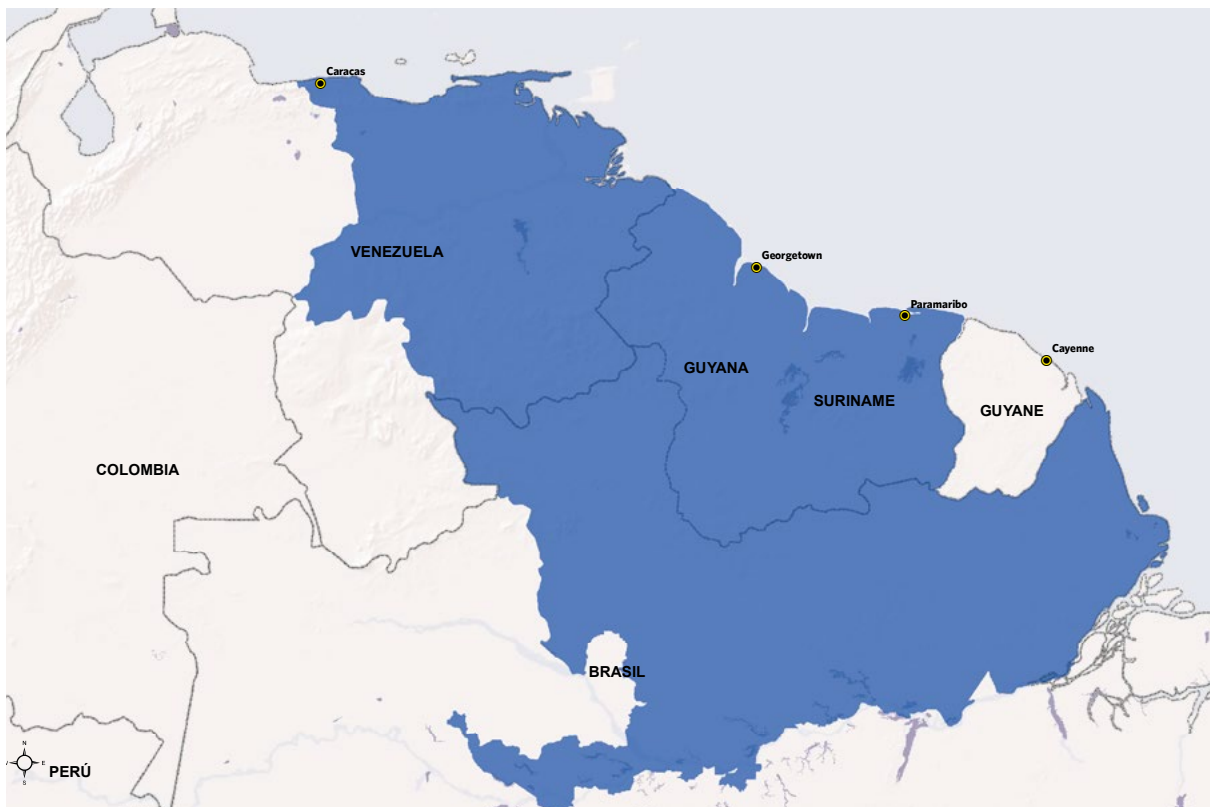 Caracas
VENEZUELA
Georgetown
Paramaribo
Cayenne
GUYANA
SURINAME
GUYANE
COLOMBIA
BRASIL
N
E
S
PERÚ